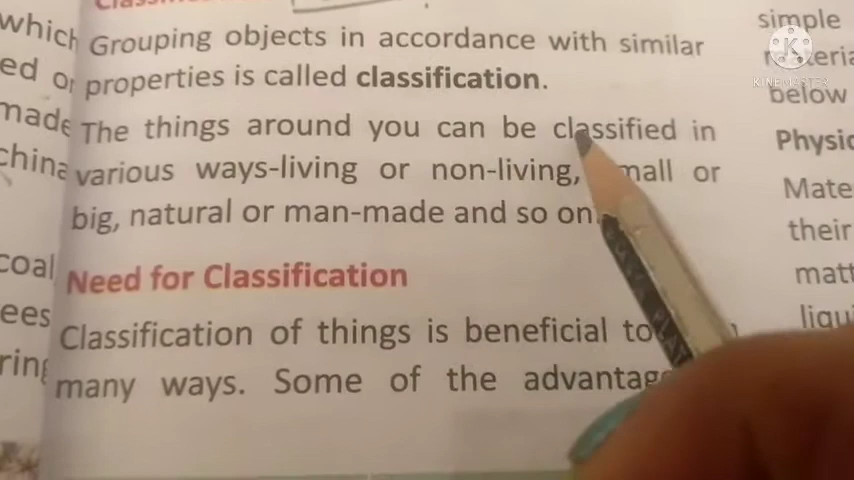 which
ed or
made
china
coal
ees
ring
Grouping objects in accordance with similar
properties is called classification.
The things around you can be classified in
various ways-living or non-living, small or
big, natural or man-made and so on.
Need for Classification
Classification of things is beneficial to
many ways. Some of the advantag
simple
below
Physic
Mate
their
matt
liqui
KINEMASTER